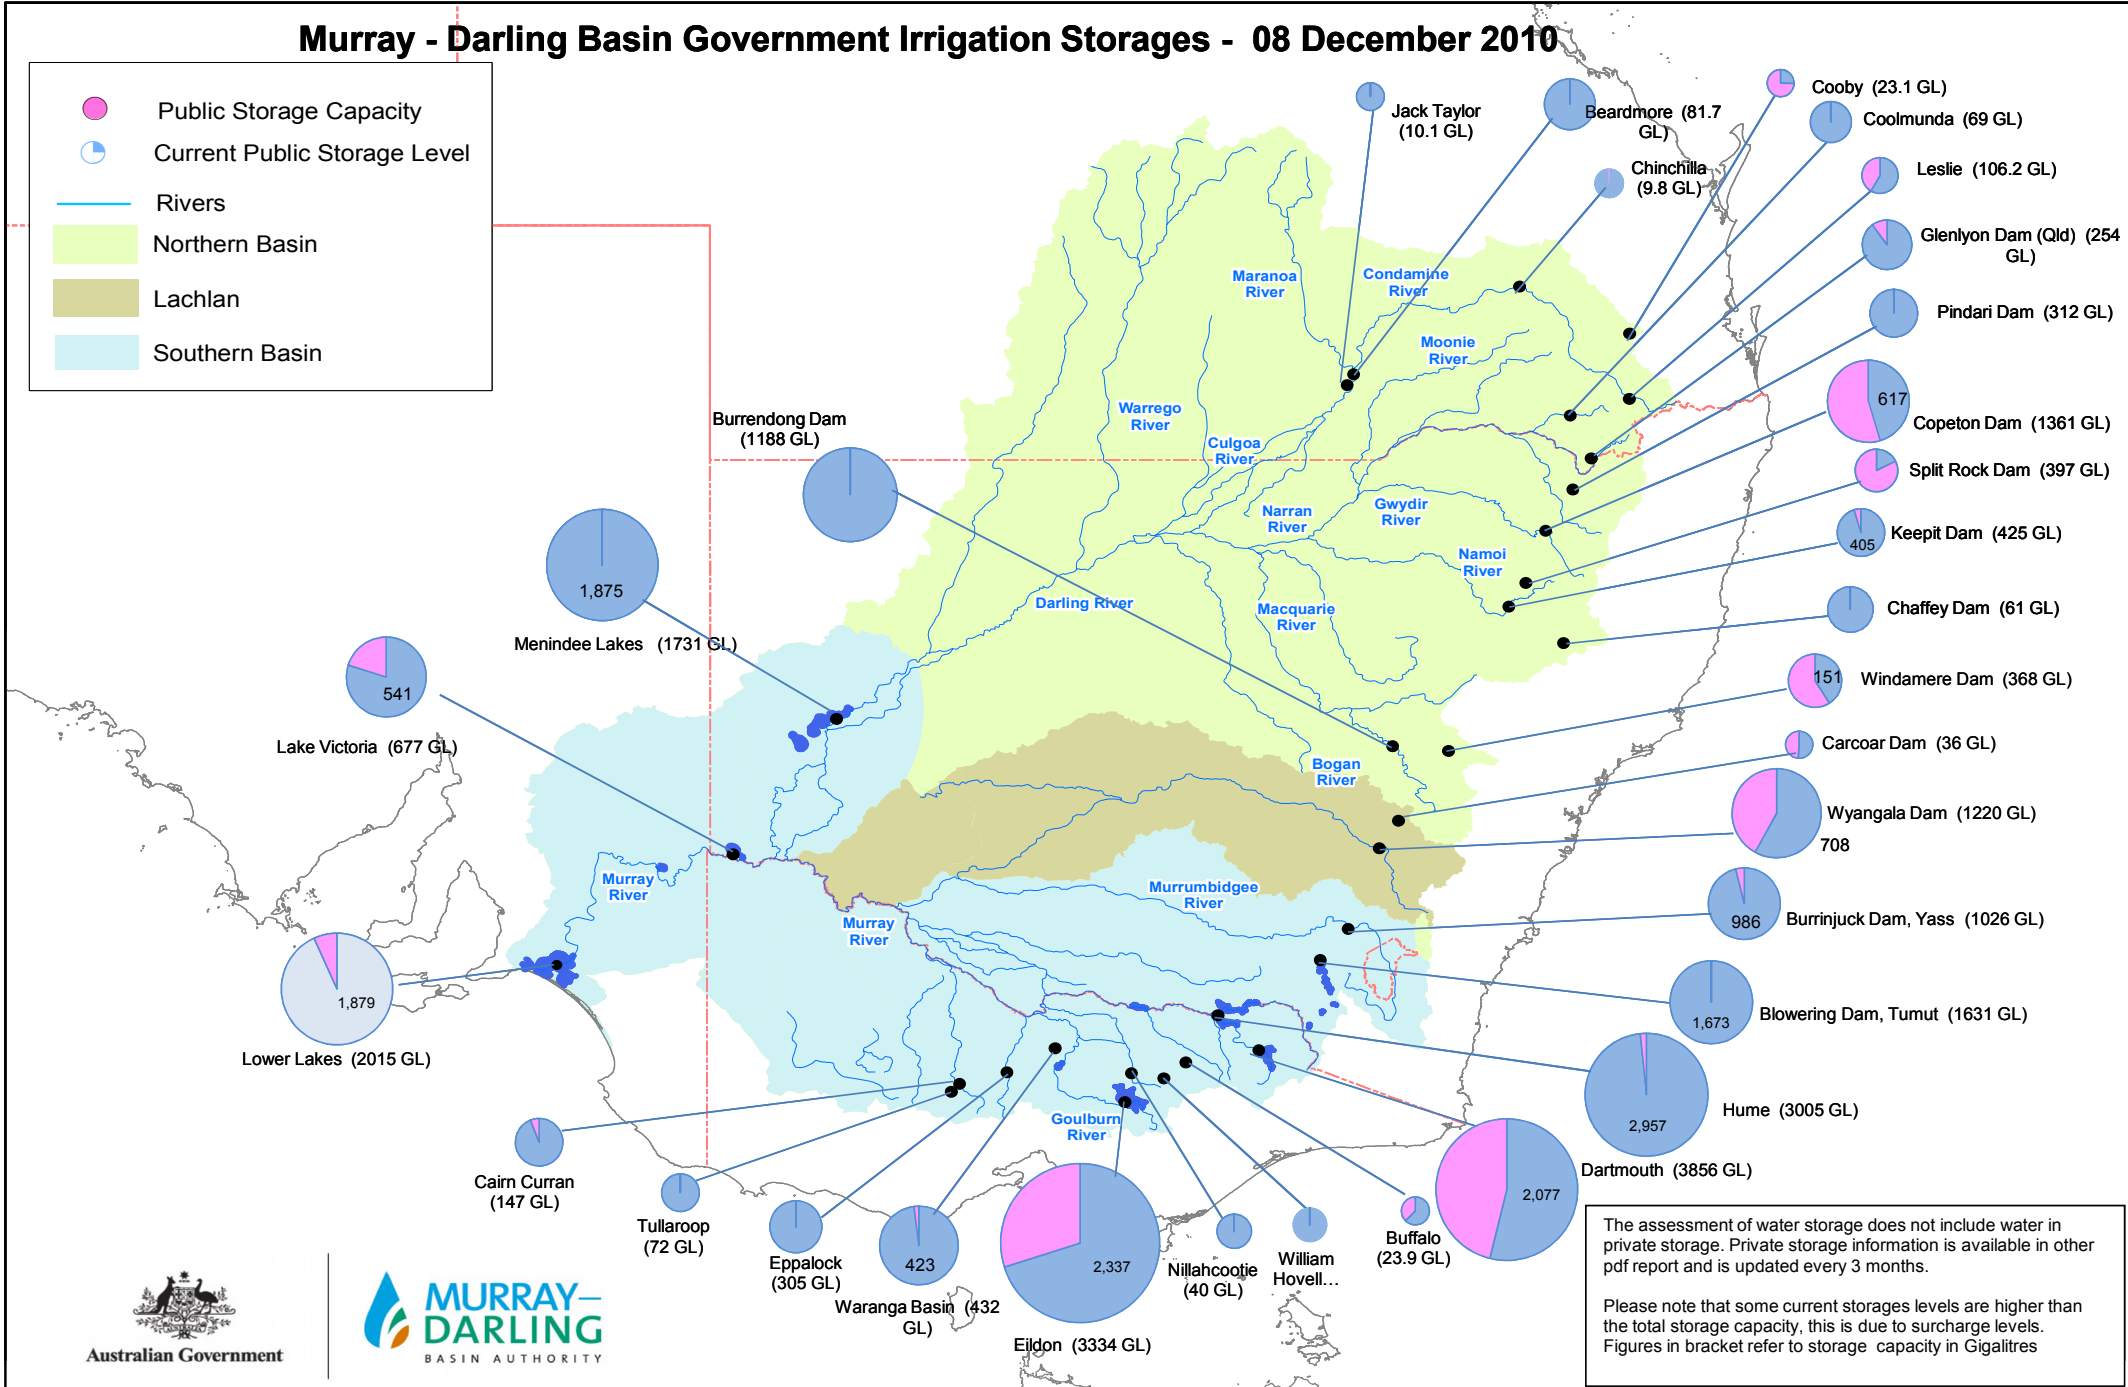 Murray - Darling Basin Government Irrigation Storages - 08 December 2010
Public Storage Capacity
Current Public Storage Level
Rivers
Northern Basin
Lachlan
Southern Basin
Jack Taylor
(10.1 GL)
Beardmore (81.7
GL)
Chinchilla
(9.8 GL)
Cooby (23.1 GL)
Coolmunda (69 GL)
Leslie (106.2 GL)
Glenlyon Dam (Qld) (254
GL)
Pindari Dam (312 GL)
617
Copeton Dam (1361 GL)
Split Rock Dam (397 GL)
Keepit Dam (425 GL)
405
Chaffey Dam (61 GL)
151
Windamere Dam (368 GL)
Carcoar Dam (36 GL)
Wyangala Dam (1220 GL)
708
986
Burrinjuck Dam, Yass (1026 GL)
1,673
Blowering Dam, Tumut (1631 GL)
2,957
Hume (3005 GL)
Dartmouth (3856 GL)
2,077
Burrendong Dam
(1188 GL)
1,875
Menindee Lakes (1731 GL)
541
Lake Victoria (677 GL)
1,879
Lower Lakes (2015 GL)
Maranoa
River
Condamine
River
Moonie
River
Warrego
River
Culgoa
River
Narran
River
Gwydir
River
Namoi
River
Darling River
Macquarie
River
Bogan
River
Murray
River
Murray
River
Murrumbidgee
River
Goulburn
River
Cairn Curran
(147 GL)
Tullaroop
(72 GL)
Eppalock
(305 GL)
423
Waranga Basin (432
GL)
2,337
Eildon (3334 GL)
Nillahcootie
(40 GL)
William
Hovell...
Buffalo
(23.9 GL)
The assessment of water storage does not include water in
private storage. Private storage information is available in other
pdf report and is updated every 3 months.
Please note that some current storages levels are higher than
the total storage capacity, this is due to surcharge levels.
Figures in bracket refer to storage capacity in Gigalitres
Australian Government
MURRAY–
DARLING
BASIN AUTHORITY